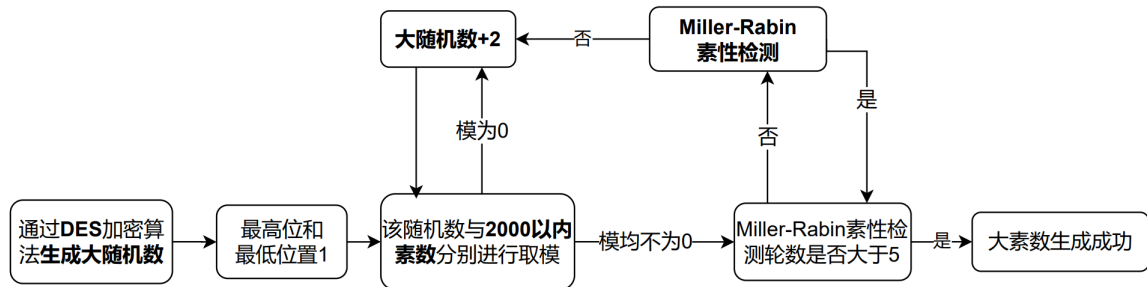 大随机数+2
否
Miller-Rabin
素性检测
模为0
否
是
通过DES加密算
法生成大随机数
最高位和
最低位置1
该随机数与2000以内
素数分别进行取模
模均不为0
Miller-Rabin素性检
测轮数是否大于5
是
大素数生成成功